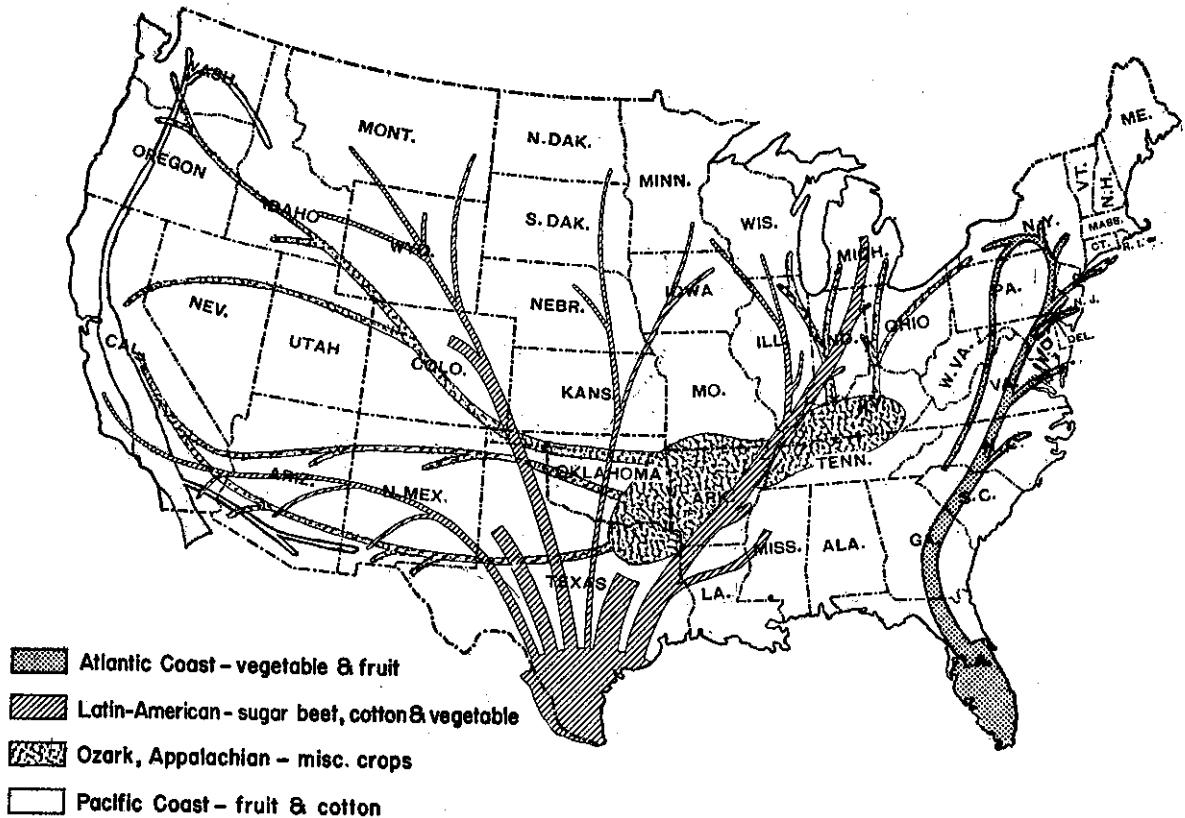 WASH.
MONT.
N. DAK.
MINN.
ME.
OREGON
VT.
N.H.
IDAHO
S. DAK.
WIS.
MICH.
N.Y.
MASS.
CT.
R. I.
WYO.
NEV.
NEBR.
IOWA
PA.
N. J.
CAL.
UTAH
COLO.
ILL.
IND.
OHIO
W. VA.
DEL.
VA.
KANS.
MO.
ARIZ.
N. MEX.
OKLAHOMA
ARK.
TENN.
S.C.
TEXAS
LA.
MISS.
ALA.
GA.
FLA.
Atlantic Coast – vegetable & fruit
Latin-American – sugar beet, cotton & vegetable
Ozark, Appalachian – misc. crops
Pacific Coast – fruit & cotton